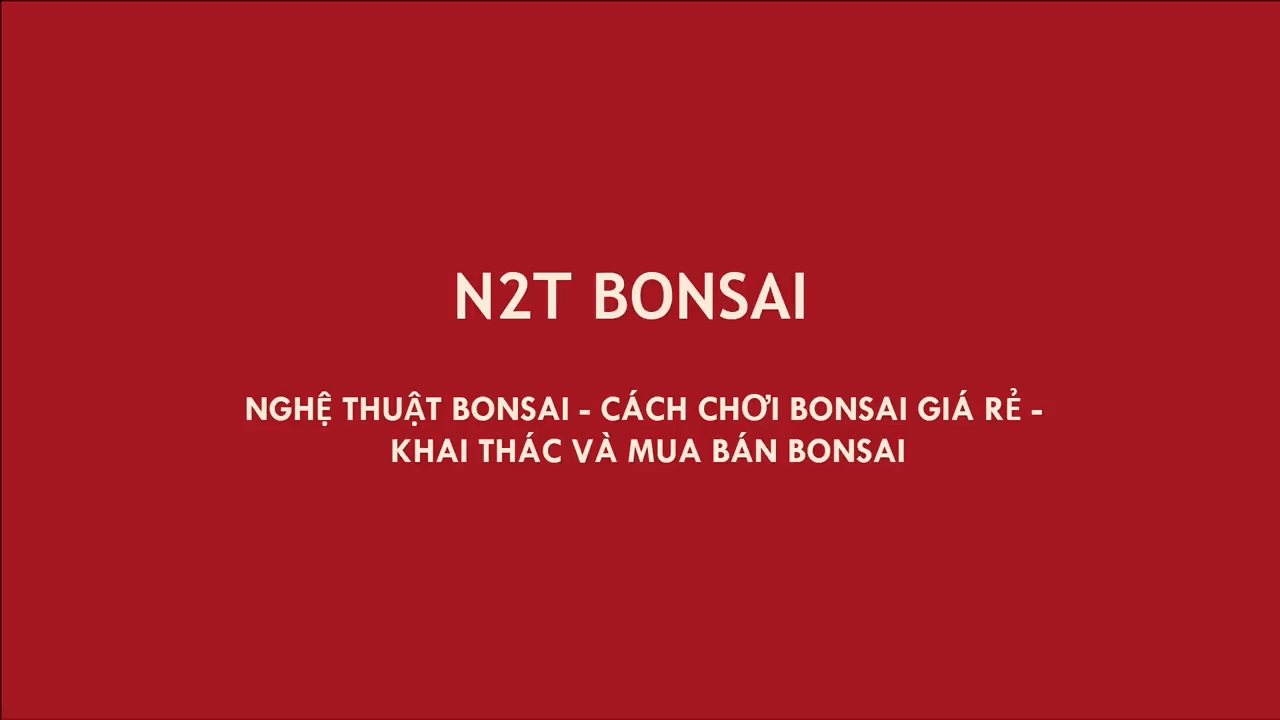 N2T BONSAI
NGHỆ THUẬT BONSAI - CÁCH CHƠI BONSAI GIÁ RẺ -
KHAI THÁC VÀ MUA BÁN BONSAI